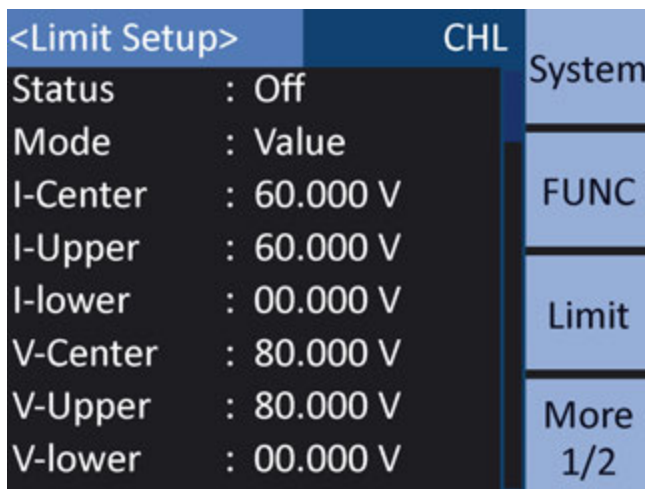 <Limit Setup> CHL
Status : Off
Mode : Value
I-Center : 60.000 V
I-Upper : 60.000 V
I-lower : 00.000 V
V-Center : 80.000 V
V-Upper : 80.000 V
V-lower : 00.000 V
System
FUNC
Limit
More
1/2